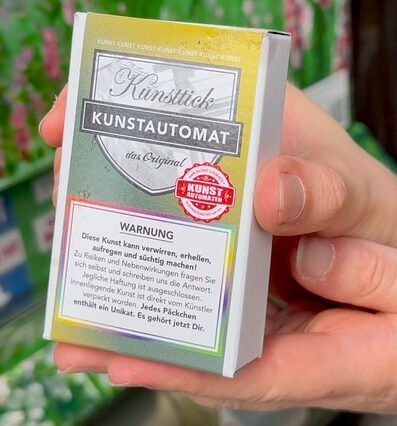 KUNST KUNST KUNST KUNST KUNST KUNST KUNST
Kunsttick
KUNSTAUTOMAT
das Original
KUNST
AUTOMATEN
WARNUNG
Diese Kunst kann verwirren, erhellen,
aufregen und süchtig machen!
Zu Risiken und Nebenwirkungen fragen Sie
sich selbst und schreiben uns die Antwort.
Jegliche Haftung ist ausgeschlossen.
Innenliegende Kunst ist direkt vom Künstler
verpackt worden. Jedes Päckchen
enthält ein Unikat. Es gehört jetzt Dir.